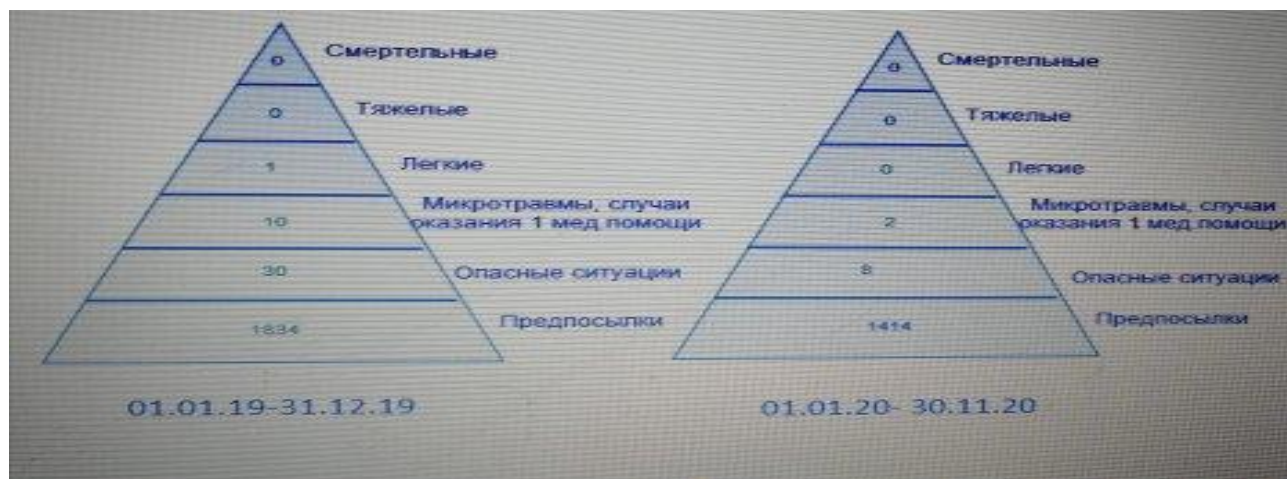 0 Смертельные
0 Тяжелые
1 Легкие
10 Микротравмы, случаи
оказания 1 мед помощи
30 Опасные ситуации
1834 Предпосылки
01.01.19-31.12.19
0 Смертельные
0 Тяжелые
0 Легкие
2 Микротравмы, случаи
оказания 1 мед помощи
8 Опасные ситуации
1414 Предпосылки
01.01.20- 30.11.20